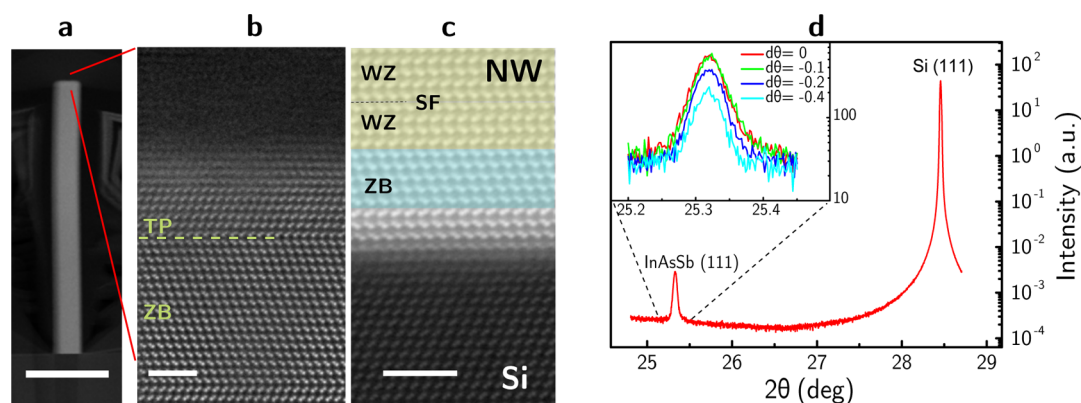 a
b
TP
ZB
c
WZ
NW
SF
WZ
ZB
Si
d
dθ= 0
dθ= -0.1
dθ= -0.2
dθ= -0.4
100
10
25.2 25.3 25.4
InAsSb (111)
Si (111)
10²
10¹
10⁰
10⁻¹
10⁻²
10⁻³
10⁻⁴
Intensity (a.u.)
25 26 27 28 29
2θ (deg)